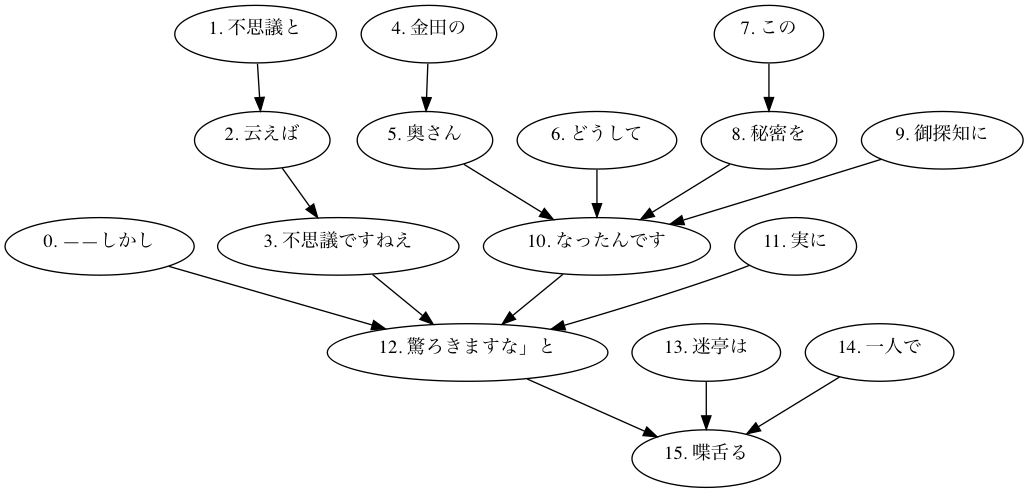 1. 不思議と
4. 金田の
7. この
2. 云えば
5. 奥さん
6. どうして
8. 秘密を
9. 御探知に
0. ――しかし
3. 不思議ですねえ
10. なったんです
11. 実に
12. 驚ろきますな」と
13. 迷亭は
14. 一人で
15. 喋舌る